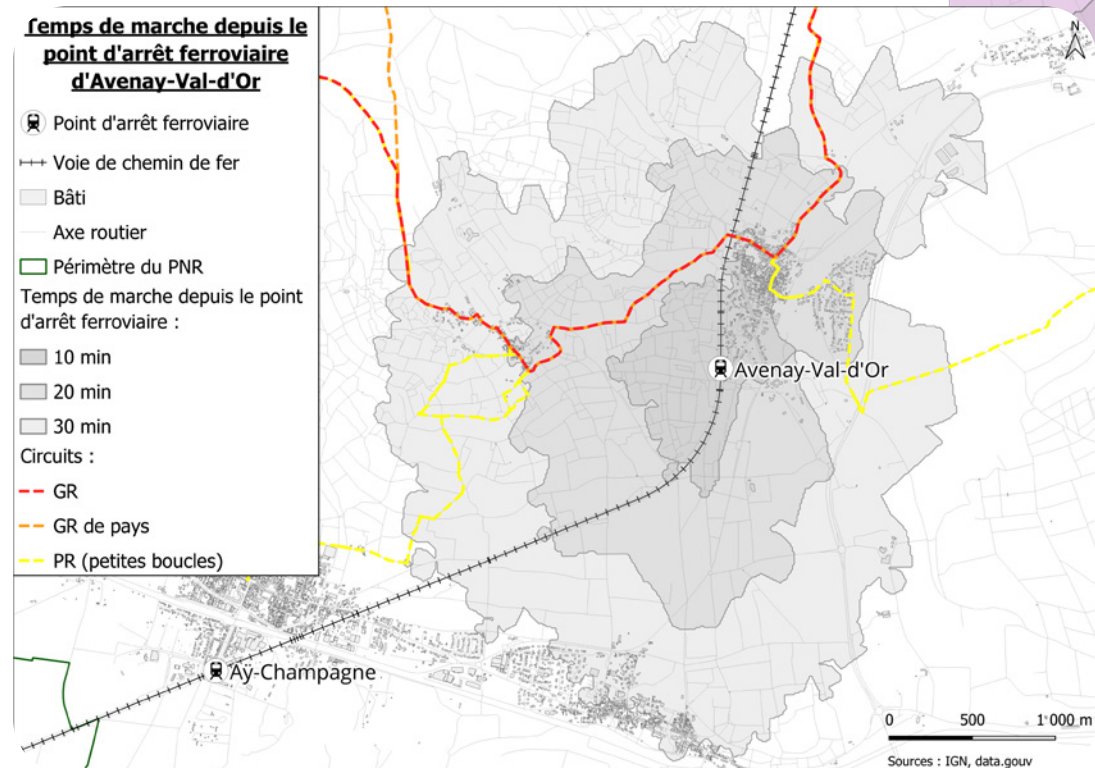 Temps de marche depuis le
point d'arrêt ferroviaire
d'Avenay-Val-d'Or
Point d'arrêt ferroviaire
Voie de chemin de fer
Bâti
Axe routier
Périmètre du PNR
Temps de marche depuis le point
d'arrêt ferroviaire :
10 min
20 min
30 min
Circuits :
GR
GR de pays
PR (petites boucles)
N
Avenay-Val-d'Or
Aÿ-Champagne
0 500 1 000 m
Sources : IGN, data.gouv